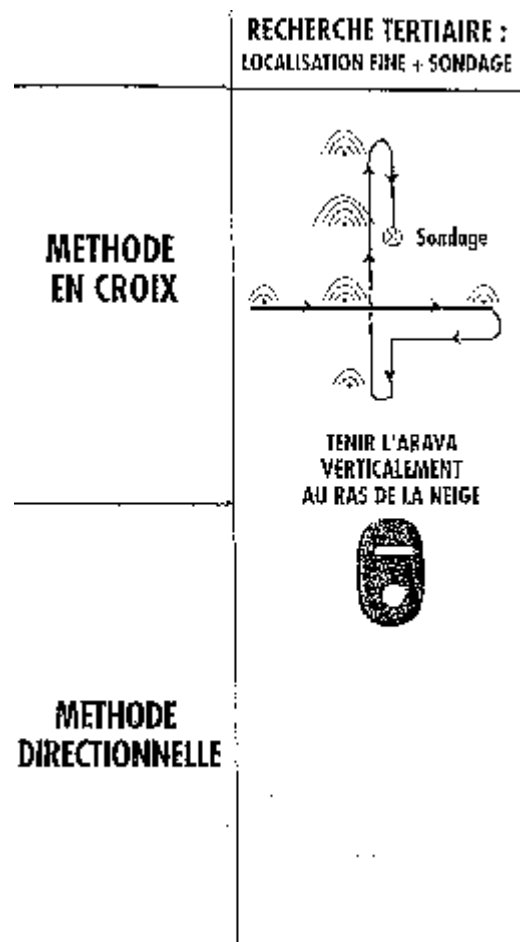 RECHERCHE TERTIAIRE :
LOCALISATION FINE + SONDAGE
METHODE
EN CROIX
Sondage
TENIR L'ARAVA
VERTICALEMENT
AU RAS DE LA NEIGE
METHODE
DIRECTIONNELLE